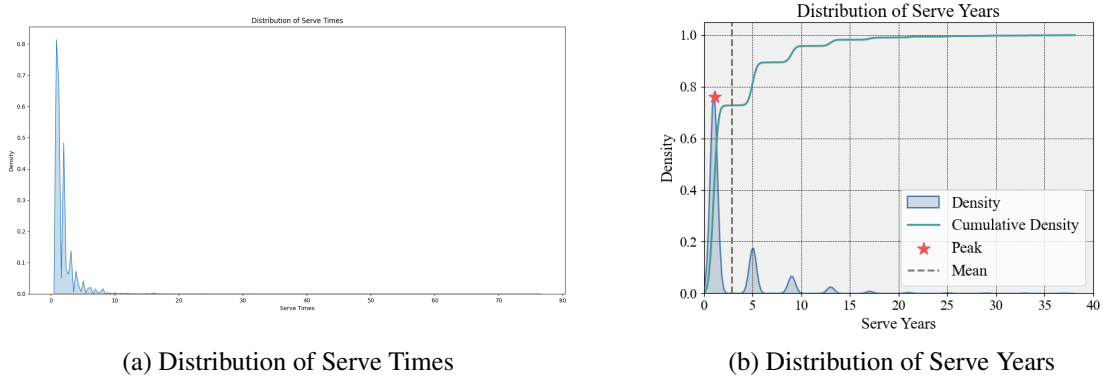 Distribution of Serve Times
0.8
0.7
0.6
0.5
0.4
0.3
0.2
0.1
0.0
Density
0 10 20 30 40 50 60 70 80
Serve Times
(a) Distribution of Serve Times
Distribution of Serve Years
1.0
0.8
0.6
0.4
0.2
0.0
Density
Density
Cumulative Density
Peak
Mean
0 5 10 15 20 25 30 35 40
Serve Years
(b) Distribution of Serve Years